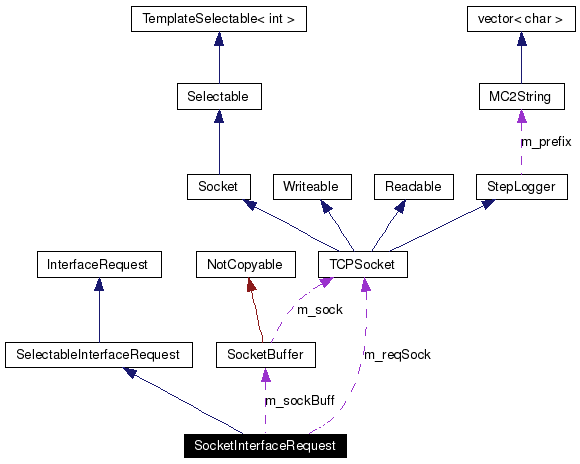 TemplateSelectable< int >
vector< char >
Selectable
MC2String
m_prefix
Socket
Writeable
Readable
StepLogger
InterfaceRequest
NotCopyable
TCPSocket
m_sock
SelectableInterfaceRequest
SocketBuffer
m_reqSock
m_sockBuff
SocketInterfaceRequest